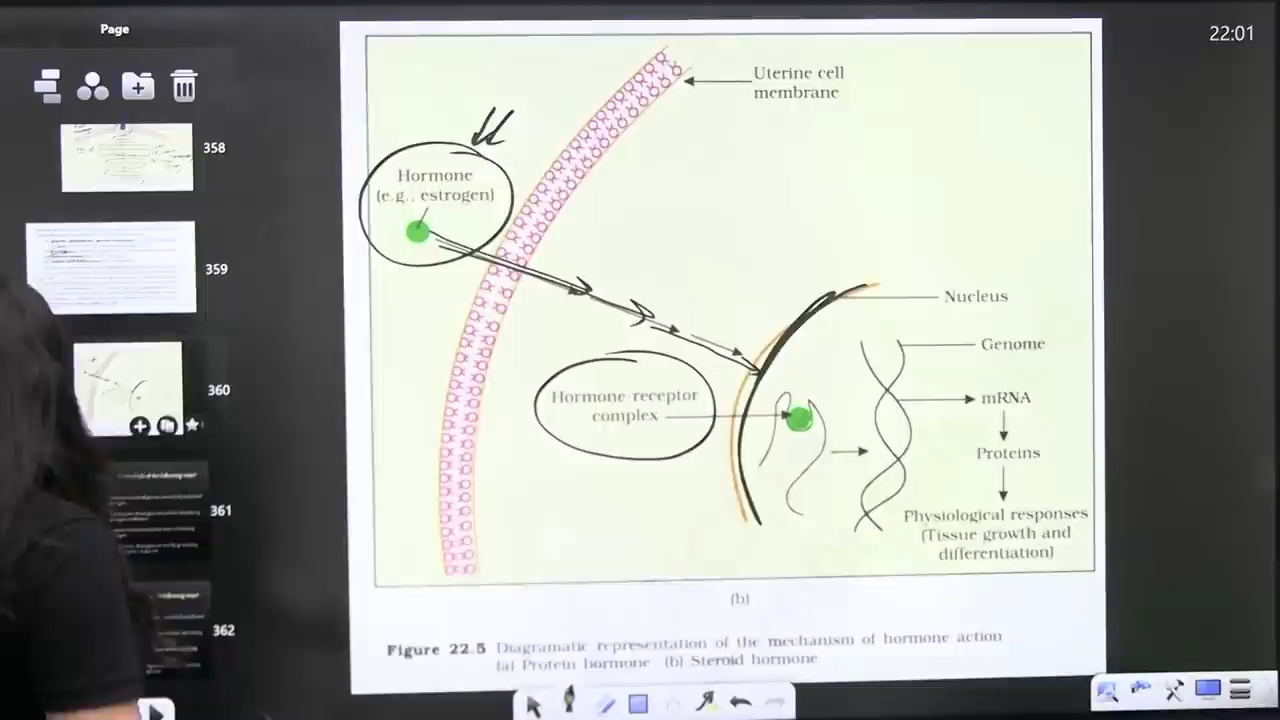 Page
22:01
358
359
360
361
362
Uterine cell
membrane
Hormone
(e.g., estrogen)
Nucleus
Genome
Hormone-receptor
complex
mRNA
Proteins
Physiological responses
(Tissue growth and
differentiation)
(b)
Figure 22.5 Diagramatic representation of the mechanism of hormone action
(a) Protein hormone (b) Steroid hormone